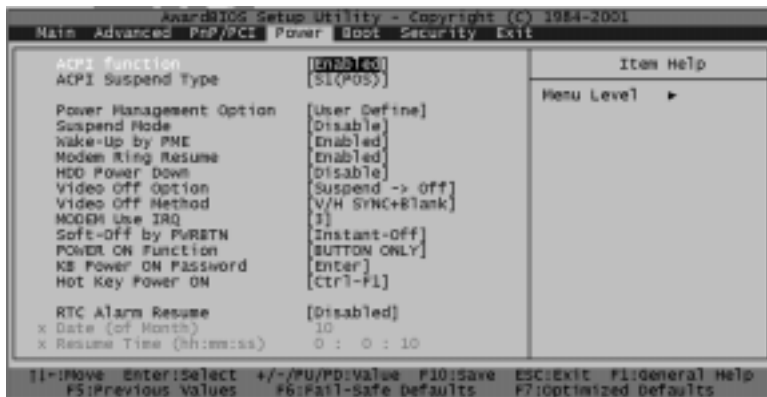 AwardBIOS Setup Utility - Copyright (C) 1984-2001
Main Advanced PnP/PCI Power Boot Security Exit
ACPI function [Enabled]
ACPI Suspend Type [S1(POS)]
Item Help
Menu Level ►
Power Management Option [User Define]
Suspend Mode [Disable]
Wake-Up by PME [Enabled]
Modem Ring Resume [Enabled]
HDD Power Down [Disable]
Video Off Option [Suspend -> Off]
Video Off Method [V/H SYNC+Blank]
MODEM Use IRQ [3]
Soft-Off by PWRBTN [Instant-Off]
POWER ON Function [BUTTON ONLY]
KB Power ON Password [Enter]
Hot Key Power ON [Ctrl-F1]
RTC Alarm Resume [Disabled]
x Date (of Month) 10
x Resume Time (hh:mm:ss) 0 : 0 : 10
↑↓←:Move Enter:Select +/-/PU/PD:Value F10:Save ESC:Exit F1:General Help
F5:Previous Values F6:Fail-Safe Defaults F7:Optimized Defaults